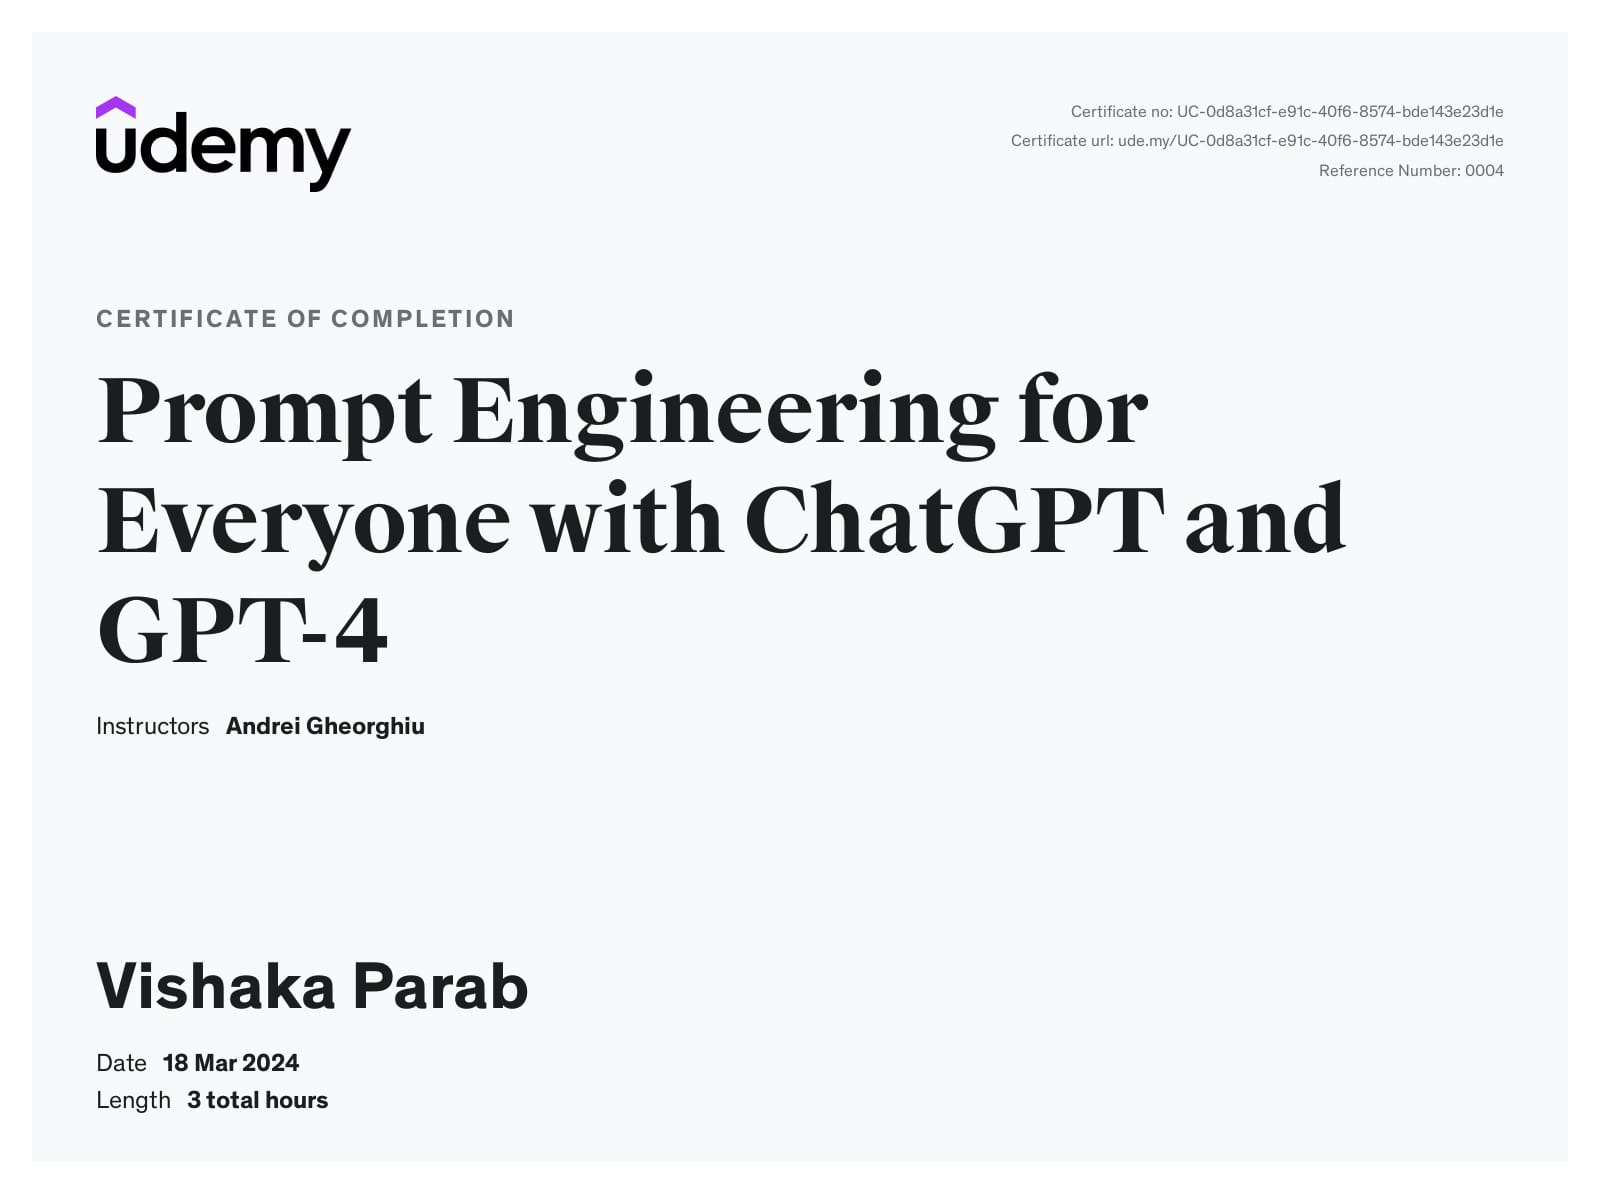 udemy
Certificate no: UC-0d8a31cf-e91c-40f6-8574-bde143e23d1e
Certificate url: ude.my/UC-0d8a31cf-e91c-40f6-8574-bde143e23d1e
Reference Number: 0004
CERTIFICATE OF COMPLETION
Prompt Engineering for
Everyone with ChatGPT and
GPT-4
Instructors Andrei Gheorghiu
Vishaka Parab
Date 18 Mar 2024
Length 3 total hours